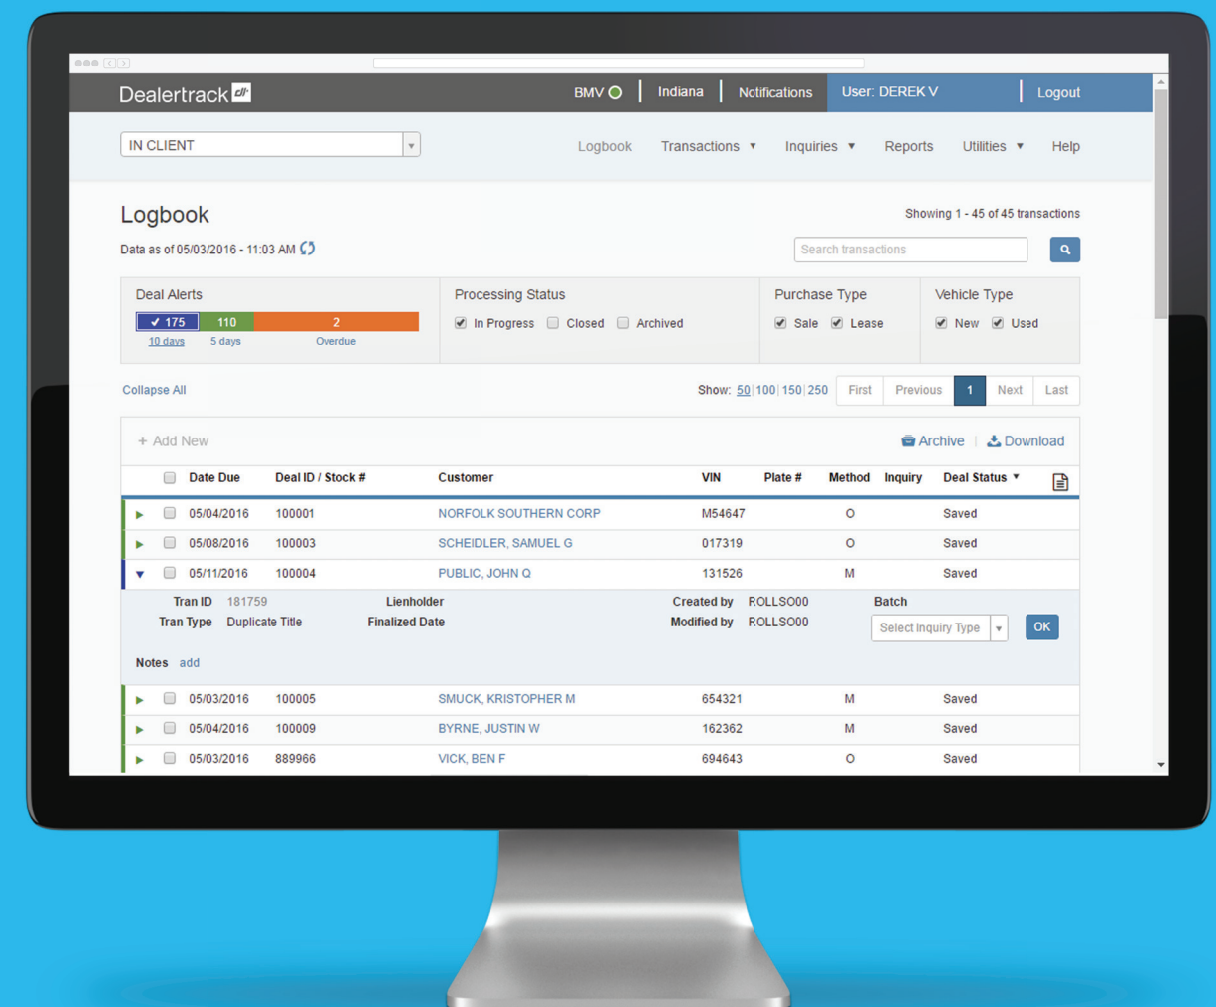 Dealertrack dt BMV Indiana Nctifications User: DEREK V Logout
IN CLIENT Logbook Transactions Inquiries Reports Utilities Help
Logbook Showing 1 - 45 of 45 transactions
Data as of 05/03/2016 - 11:03 AM Search transactions
Deal Alerts Processing Status Purchase Type Vehicle Type
175 110 2 In Progress Closed Archived Sale Lease New Used
10 days 5 days Overdue
Collapse All Show: 50|100|150|250 First Previous 1 Next Last
+ Add New Archive | Download
Date Due Deal ID / Stock # Customer VIN Plate # Method Inquiry Deal Status
05/04/2016 100001 NORFOLK SOUTHERN CORP M54647 O Saved
05/08/2016 100003 SCHEIDLER, SAMUEL G 017319 O Saved
05/11/2016 100004 PUBLIC, JOHN Q 131526 M Saved
Tran ID 181759 Lienholder Created by ROLLSO00 Batch
Tran Type Duplicate Title Finalized Date Modified by ROLLSO00 Select Inquiry Type OK
Notes add
05/03/2016 100005 SMUCK, KRISTOPHER M 654321 M Saved
05/04/2016 100009 BYRNE, JUSTIN W 162362 M Saved
05/03/2016 889966 VICK, BEN F 694643 O Saved